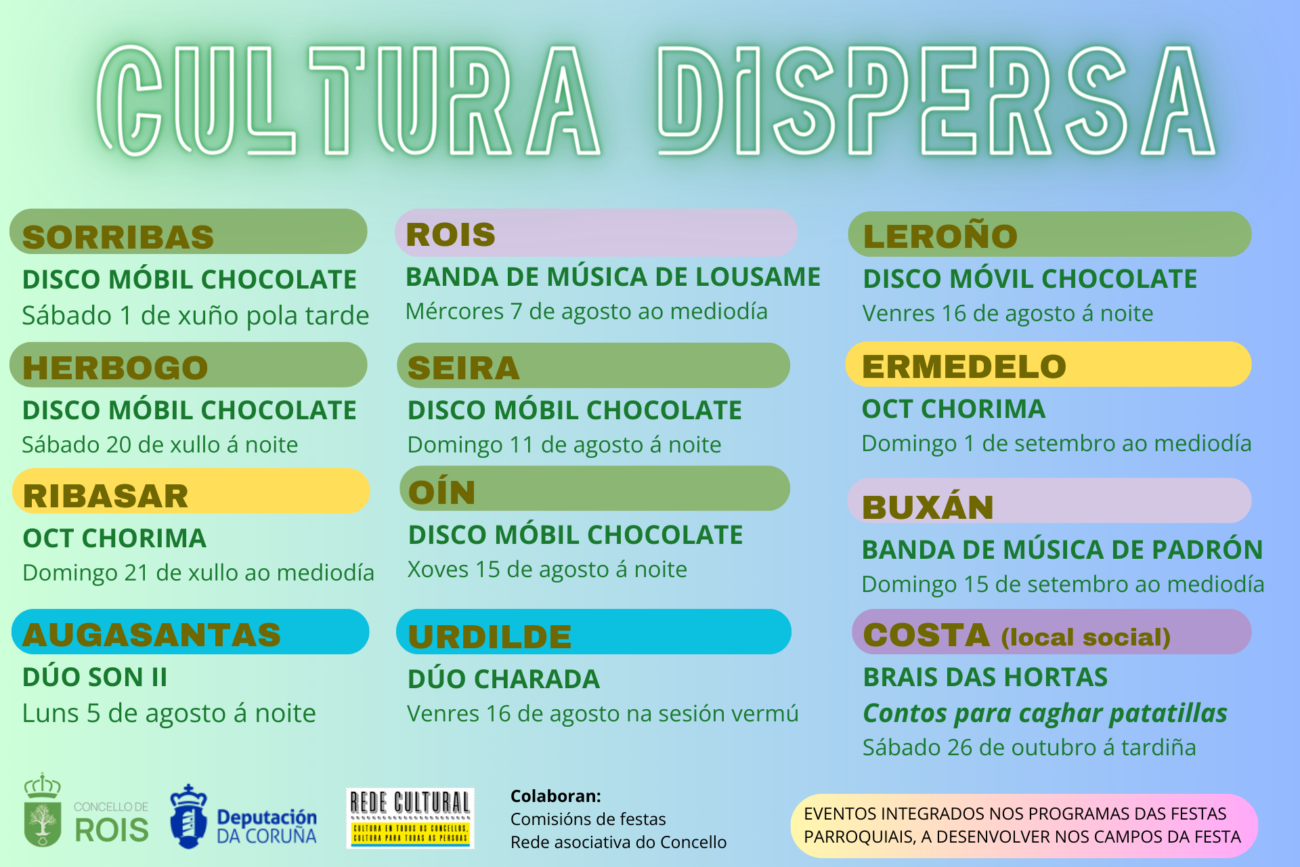 CULTURA DISPERSA
SORRIBAS
DISCO MÓBIL CHOCOLATE
Sábado 1 de xuño pola tarde
HERBOGO
DISCO MÓBIL CHOCOLATE
Sábado 20 de xullo á noite
RIBASAR
OCT CHORIMA
Domingo 21 de xullo ao mediodía
AUGASANTAS
DÚO SON II
Luns 5 de agosto á noite
ROIS
BANDA DE MÚSICA DE LOUSAME
Mércores 7 de agosto ao mediodía
SEIRA
DISCO MÓBIL CHOCOLATE
Domingo 11 de agosto á noite
OÍN
DISCO MÓBIL CHOCOLATE
Xoves 15 de agosto á noite
URDILDE
DÚO CHARADA
Venres 16 de agosto na sesión vermú
LEROÑO
DISCO MÓVIL CHOCOLATE
Venres 16 de agosto á noite
ERMEDELO
OCT CHORIMA
Domingo 1 de setembro ao mediodía
BUXÁN
BANDA DE MÚSICA DE PADRÓN
Domingo 15 de setembro ao mediodía
COSTA (local social)
BRAIS DAS HORTAS
Contos para caghar patatillas
Sábado 26 de outubro á tardiña
CONCELLO DE
ROIS
Deputación
DA CORUÑA
REDE CULTURAL
CULTURA EN TODOS OS CONCELLOS,
CULTURA PARA TODAS AS PERSOAS
Colaboran:
Comisións de festas
Rede asociativa do Concello
EVENTOS INTEGRADOS NOS PROGRAMAS DAS FESTAS
PARROQUIAIS, A DESENVOLVER NOS CAMPOS DA FESTA